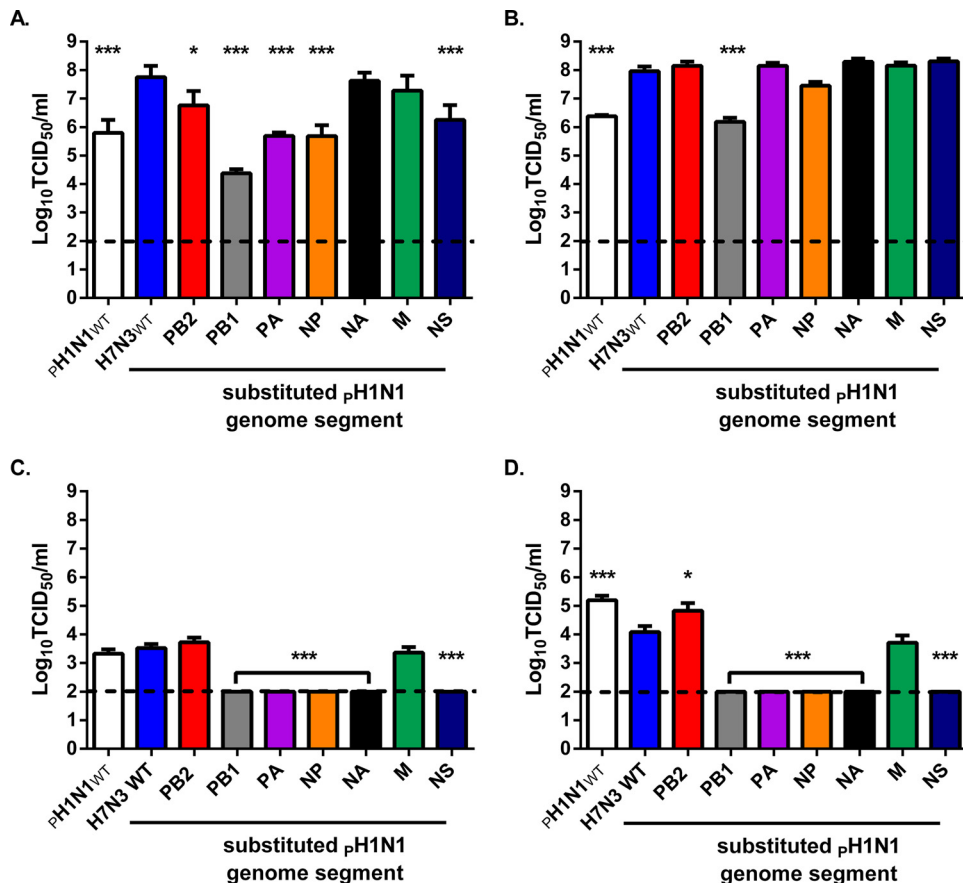 A.
Log10TCID50/ml
9
8
7
6
5
4
3
2
1
0
*** * *** *** *** ***
PH1N1WT H7N3WT PB2 PB1 PA NP NA M NS
substituted PH1N1
genome segment
B.
Log10TCID50/ml
9
8
7
6
5
4
3
2
1
0
*** ***
PH1N1WT H7N3WT PB2 PB1 PA NP NA M NS
substituted PH1N1
genome segment
C.
Log10TCID50/ml
9
8
7
6
5
4
3
2
1
0
*** ***
PH1N1WT H7N3 WT PB2 PB1 PA NP NA M NS
substituted PH1N1
genome segment
D.
Log10TCID50/ml
9
8
7
6
5
4
3
2
1
0
*** * *** ***
PH1N1WT H7N3 WT PB2 PB1 PA NP NA M NS
substituted PH1N1
genome segment